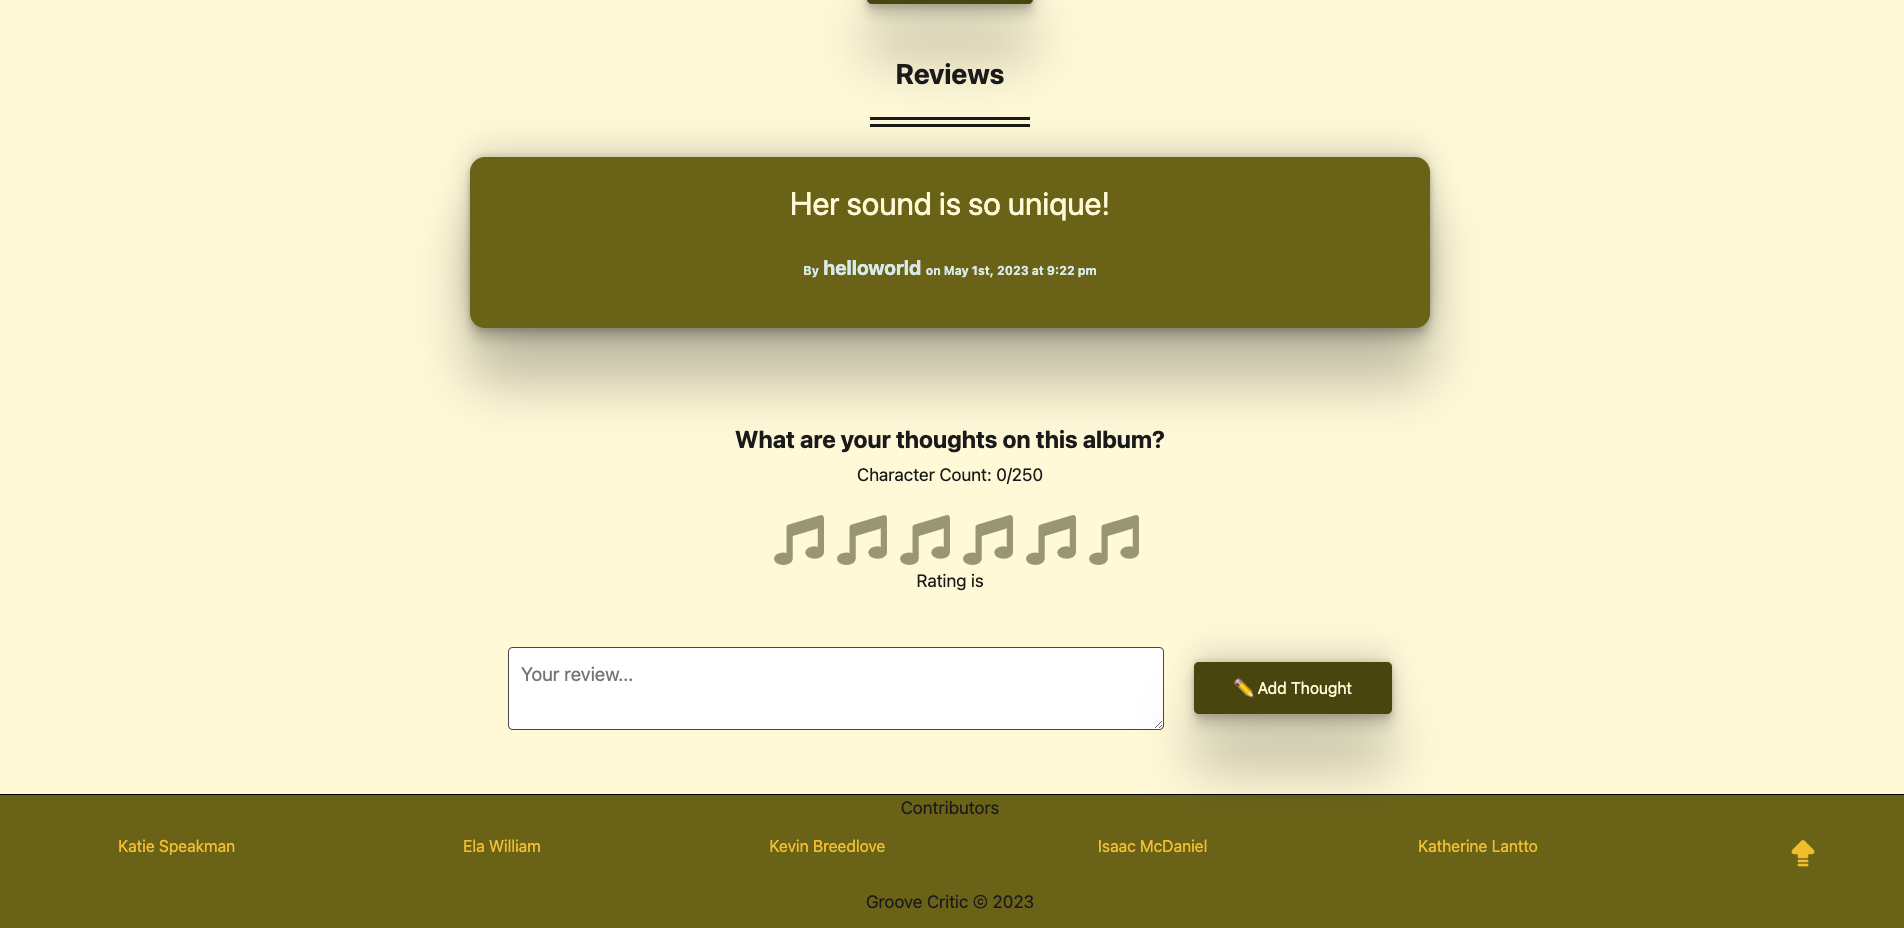 Reviews
Her sound is so unique!
By helloworld on May 1st, 2023 at 9:22 pm
What are your thoughts on this album?
Character Count: 0/250
Rating is
Your review...
✏️ Add Thought
Contributors
Katie Speakman Ela William Kevin Breedlove Isaac McDaniel Katherine Lantto
Groove Critic © 2023